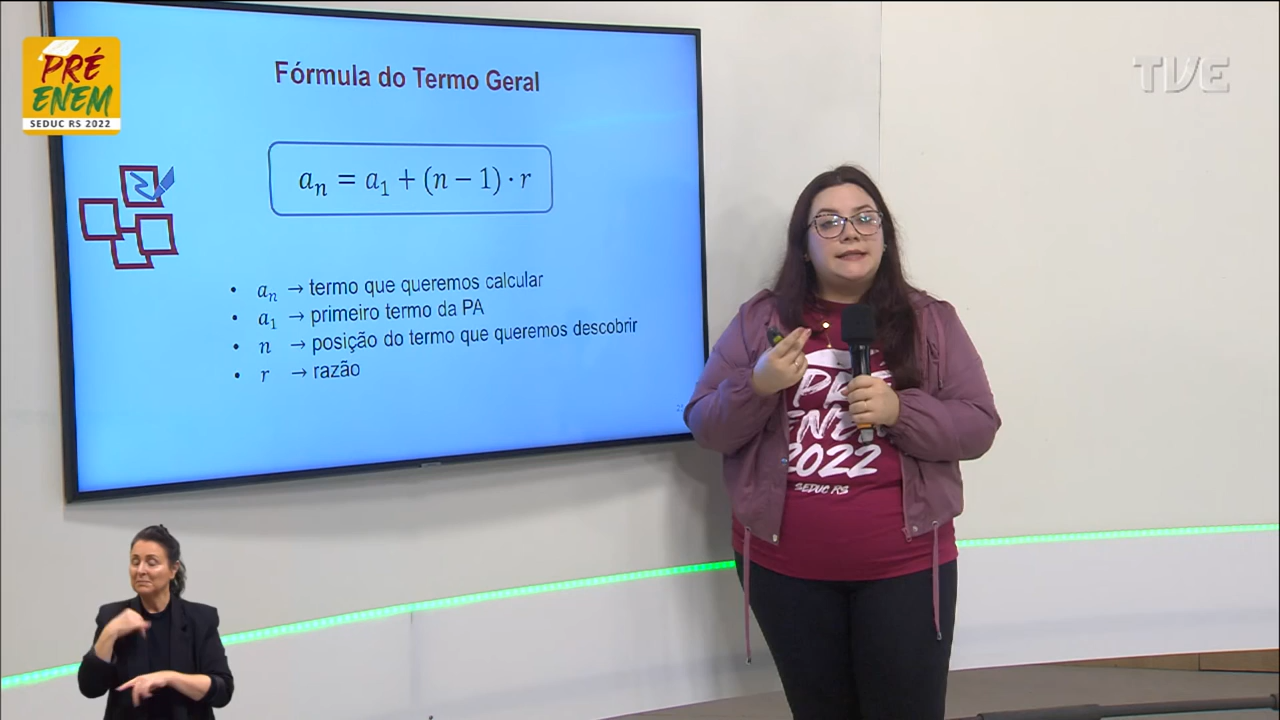 PRÉ
ENEM
SEDUC RS 2022
TVE
Fórmula do Termo Geral
aₙ = a₁ + (n − 1) · r
• aₙ → termo que queremos calcular
• a₁ → primeiro termo da PA
• n → posição do termo que queremos descobrir
• r → razão
PRÉ
ENEM
2022
SEDUC RS